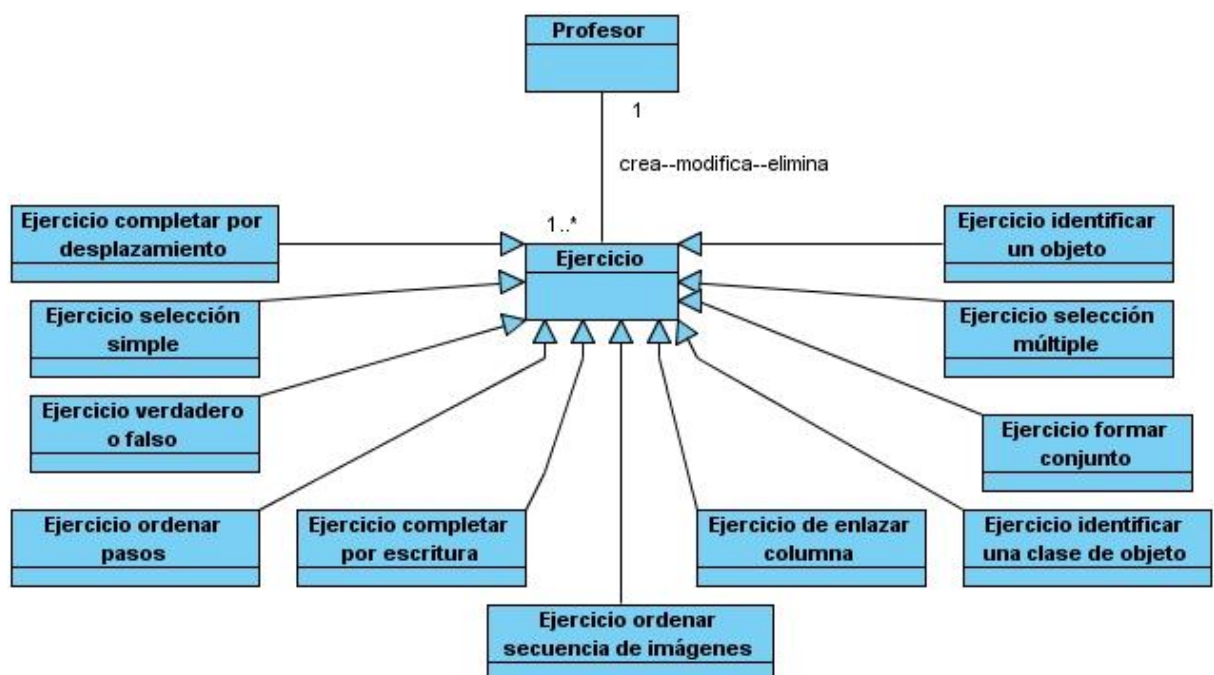 Profesor
1
crea--modifica--elimina
1..*
Ejercicio
Ejercicio completar por
desplazamiento
Ejercicio selección
simple
Ejercicio verdadero
o falso
Ejercicio ordenar
pasos
Ejercicio completar
por escritura
Ejercicio ordenar
secuencia de imágenes
Ejercicio de enlazar
columna
Ejercicio identificar
una clase de objeto
Ejercicio formar
conjunto
Ejercicio selección
múltiple
Ejercicio identificar
un objeto